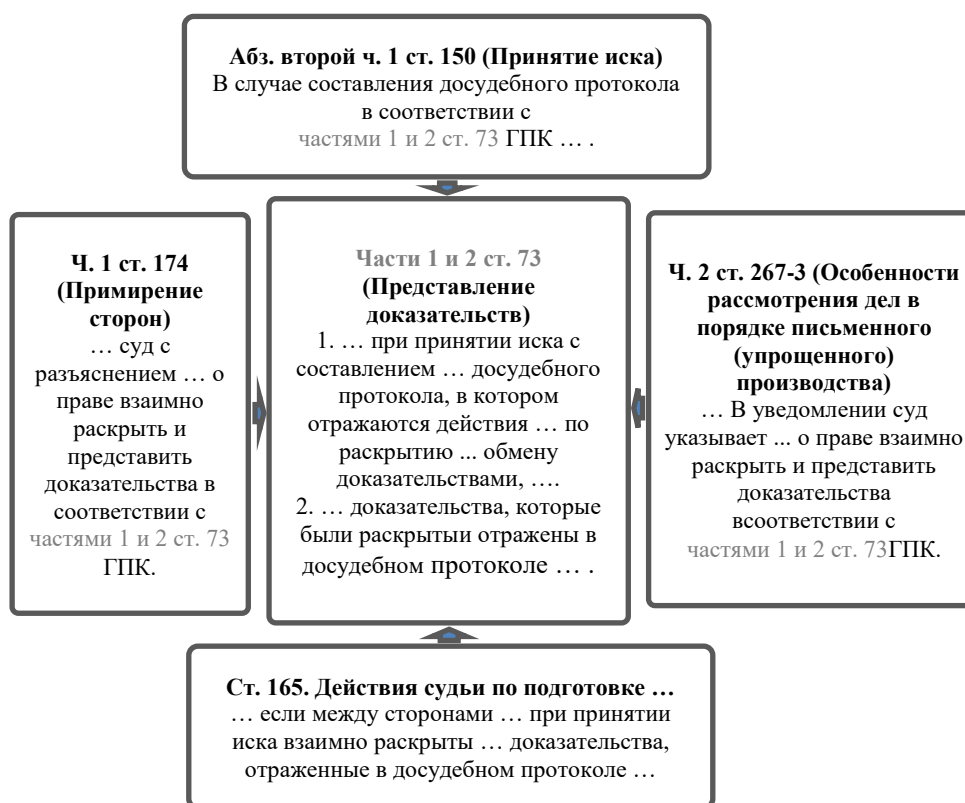 Абз. второй ч. 1 ст. 150 (Принятие иска)
В случае составления досудебного протокола
в соответствии с
частями 1 и 2 ст. 73 ГПК … .
Ч. 1 ст. 174
(Примирение
сторон)
… суд с
разъяснением … о
праве взаимно
раскрыть и
представить
доказательства в
соответствии с
частями 1 и 2 ст. 73
ГПК.
Части 1 и 2 ст. 73
(Представление
доказательств)
1. … при принятии иска с
составлением … досудебного
протокола, в котором
отражаются действия … по
раскрытию ... обмену
доказательствами, ….
2. … доказательства, которые
были раскрытыи отражены в
досудебном протоколе … .
Ч. 2 ст. 267-3 (Особенности
рассмотрения дел в
порядке письменного
(упрощенного)
производства)
… В уведомлении суд
указывает ... о праве взаимно
раскрыть и представить
доказательства
всоответствии с
частями 1 и 2 ст. 73ГПК.
Ст. 165. Действия судьи по подготовке …
… если между сторонами … при принятии
иска взаимно раскрыты … доказательства,
отраженные в досудебном протоколе …